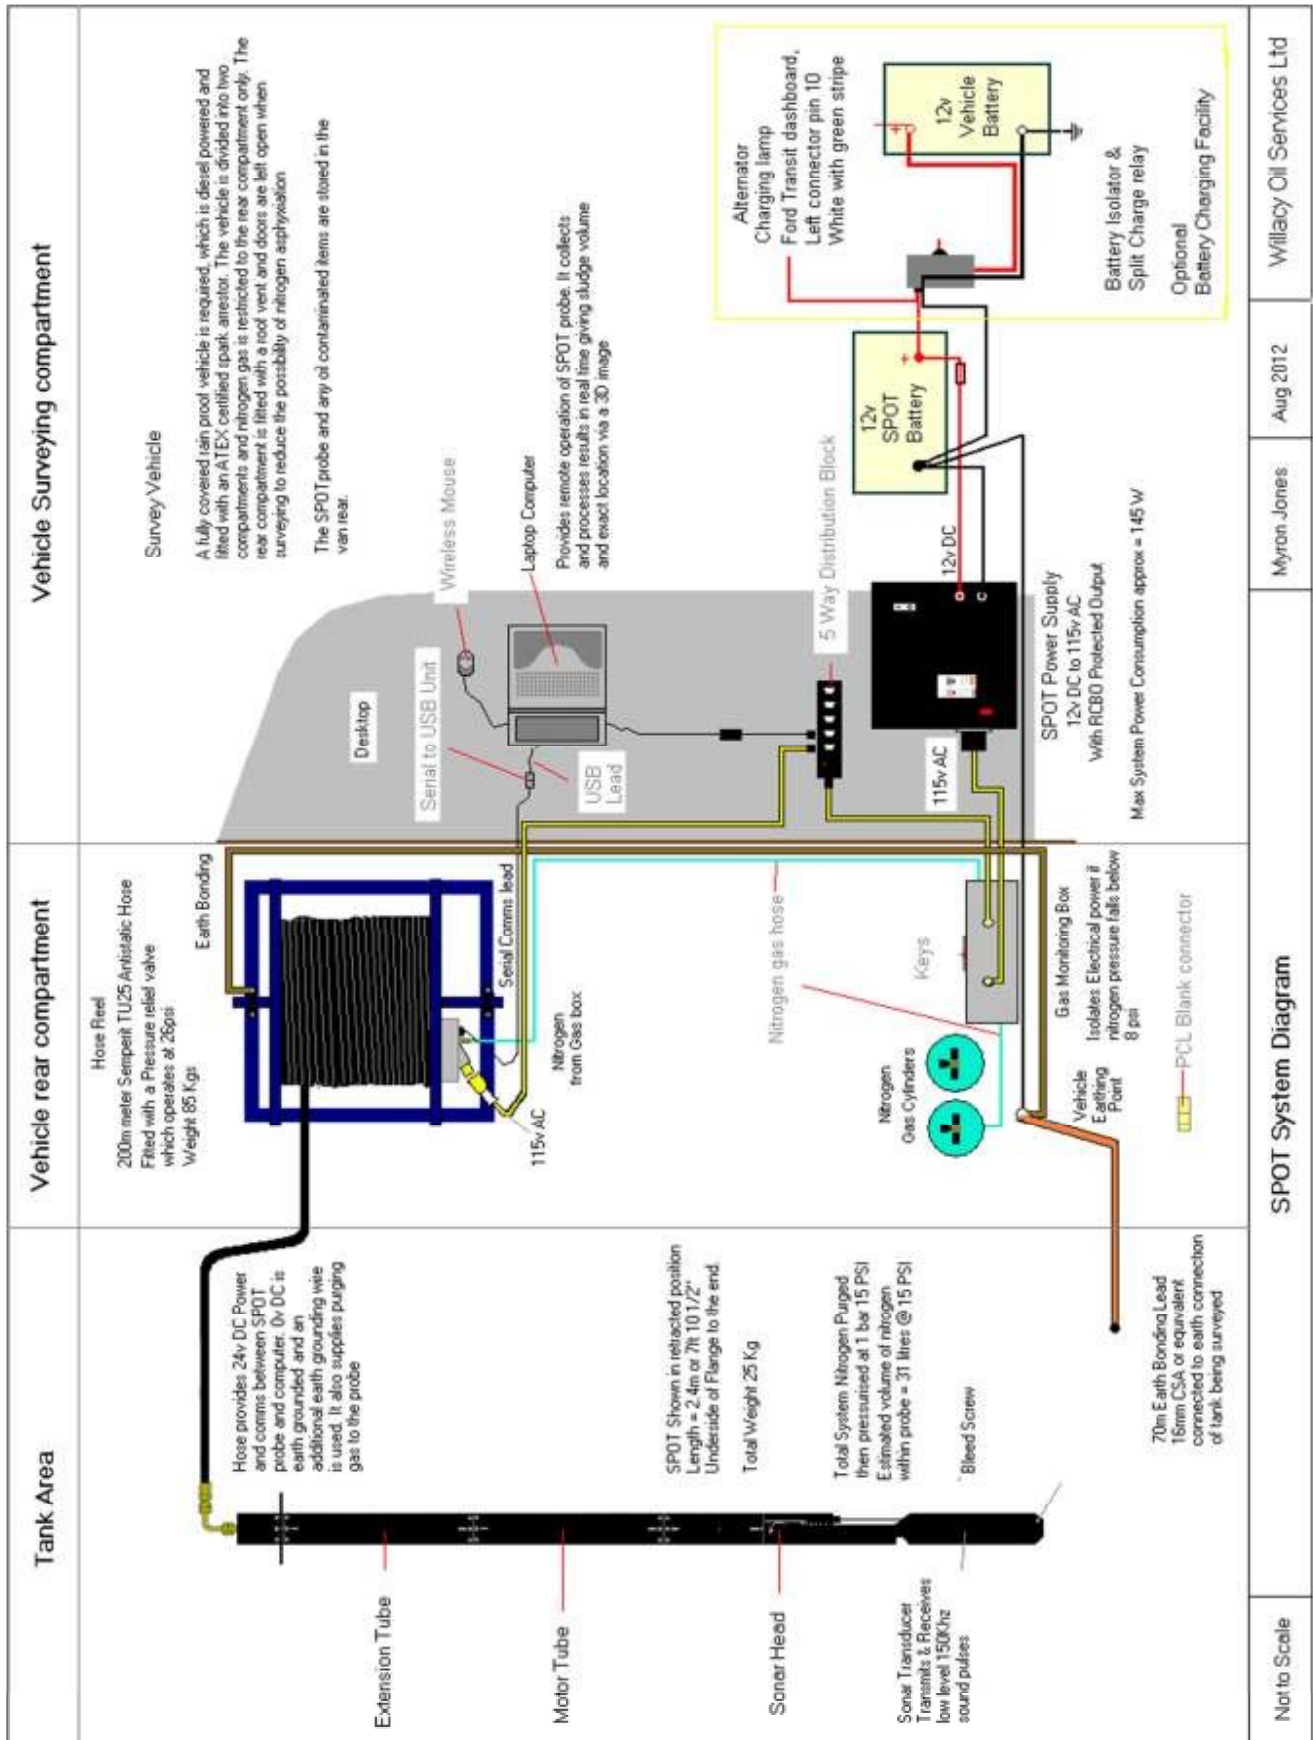 Tank Area
Vehicle rear compartment
Vehicle Surveying compartment
Hose provides 24v DC Power
and comms between SPOT
probe and computer. 0v DC is
earth grounded and an
additional earth grounding wire
is used. It also supplies purging
gas to the probe
Extension Tube
Motor Tube
Sonar Head
Sonar Transducer
Transmits & Receives
low level 150Khz
sound pulses
SPOT Shown in retracted position
Length = 2.4m or 7ft 10 1/2"
Underside of Flange to the end.
Total Weight 25 Kg
Total System Nitrogen Purged
then pressurised at 1 bar 15 PSI
Estimated volume of nitrogen
within probe = 31 litres @ 15 PSI
Bleed Screw
70m Earth Bonding Lead
16mm CSA or equivalent
connected to earth connection
of tank being surveyed
Hose Reel
200m meter Semperit TU25 Antistatic Hose
Fitted with a Pressure relief valve
which operates at 26psi
Weight 85 Kgs
Earth Bonding
Serial Comms lead
115v AC
Nitrogen
from Gas box
Nitrogen gas hose
Nitrogen
Gas Cylinders
Keys
Gas Monitoring Box
Isolates Electrical power if
nitrogen pressure falls below
8 psi
Vehicle
Earthing
Point
PCL Blank connector
Survey Vehicle
A fully covered rain proof vehicle is required, which is diesel powered and
fitted with an ATEX certified spark arrestor. The vehicle is divided into two
compartments and nitrogen gas is restricted to the rear compartment only. The
rear compartment is fitted with a roof vent and doors are left open when
surveying to reduce the possibility of nitrogen asphyxiation
The SPOT probe and any oil contaminated items are stored in the
van rear.
Desktop
Serial to USB Unit
Wireless Mouse
USB
Lead
Laptop Computer
Provides remote operation of SPOT probe. It collects
and processes results in real time giving sludge volume
and exact location via a 3D image
5 Way Distribution Block
115v AC
12v DC
SPOT Power Supply
12v DC to 115v AC
With RCBO Protected Output
Max System Power Consumption approx = 145 W
12v
SPOT
Battery
+
Alternator
Charging lamp
Ford Transit dashboard,
Left connector pin 10
White with green stripe
12v
Vehicle
Battery
+
Battery Isolator &
Split Charge relay
Optional
Battery Charging Facility
Not to Scale
SPOT System Diagram
Myron Jones
Aug 2012
Willacy Oil Services Ltd